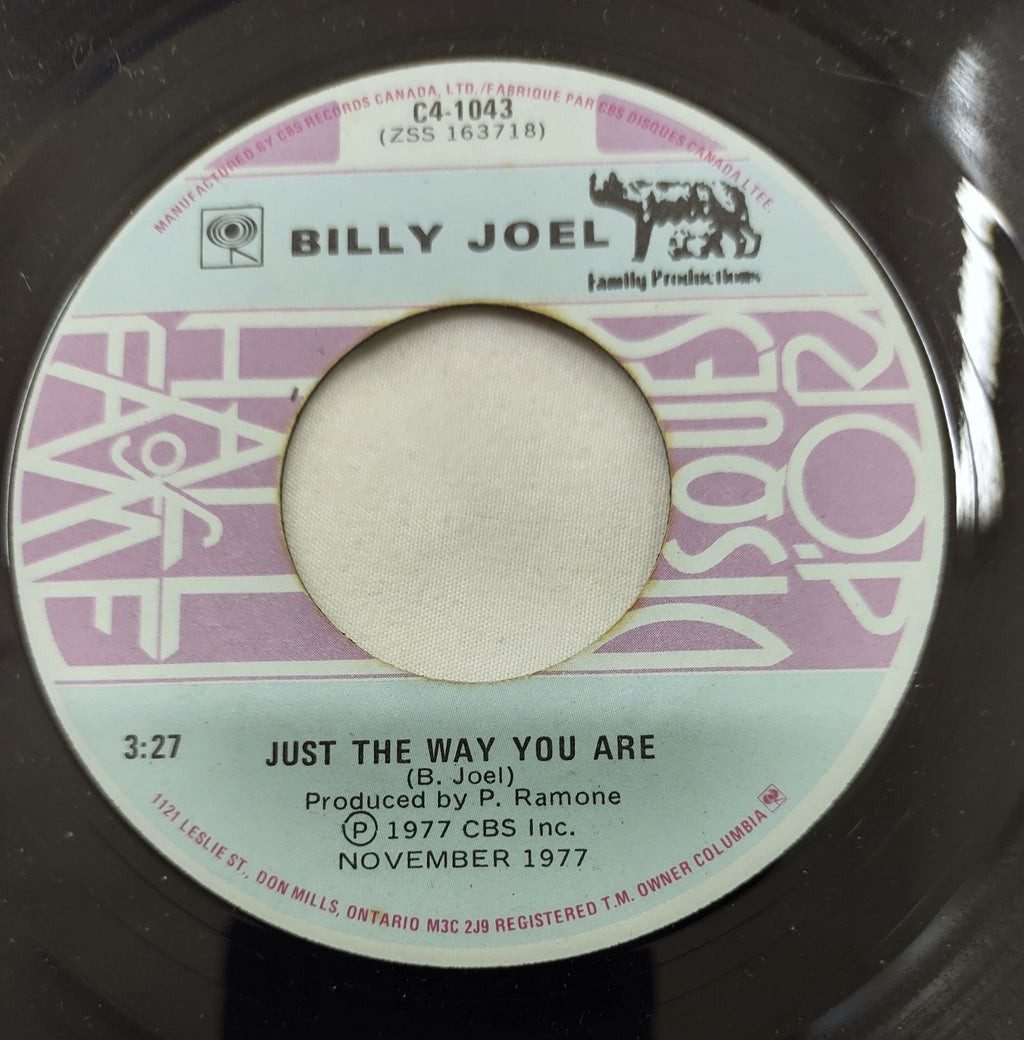 MANUFACTURED BY CBS RECORDS CANADA, LTD./FABRIQUE PAR CBS DISQUES CANADA LTEE.
C4-1043
(ZSS 163718)
BILLY JOEL
Family Productions
HALL
of
FAME
DISQUES
D'OR
3:27
JUST THE WAY YOU ARE
(B. Joel)
Produced by P. Ramone
Ⓟ 1977 CBS Inc.
NOVEMBER 1977
1121 LESLIE ST., DON MILLS, ONTARIO M3C 2J9 REGISTERED T.M. OWNER COLUMBIA